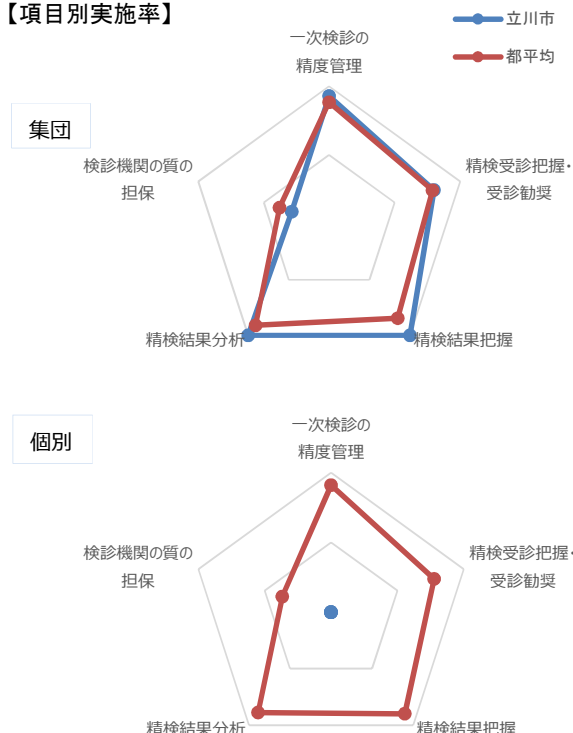 【項目別実施率】
立川市
都平均
集団
一次検診の
精度管理
検診機関の質の
担保
精検受診把握・
受診勧奨
精検結果分析
精検結果把握
個別
一次検診の
精度管理
検診機関の質の
担保
精検受診把握・
受診勧奨
精検結果分析
精検結果把握